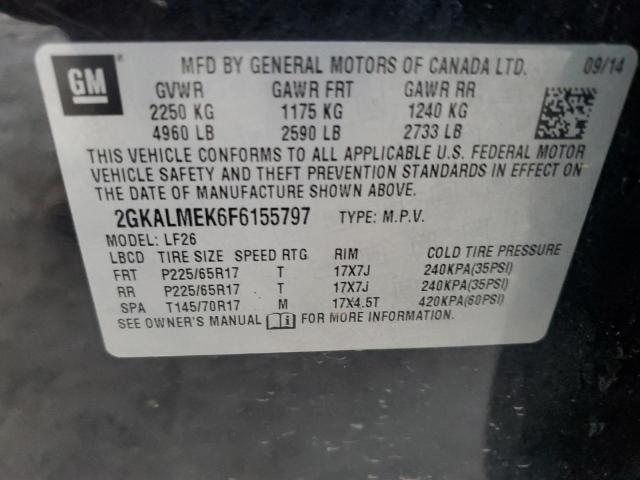 GM
MFD BY GENERAL MOTORS OF CANADA LTD. 09/14
GVWR GAWR FRT GAWR RR
2250 KG 1175 KG 1240 KG
4960 LB 2590 LB 2733 LB
THIS VEHICLE CONFORMS TO ALL APPLICABLE U.S. FEDERAL MOTOR
VEHICLE SAFETY AND THEFT PREVENTION STANDARDS IN EFFECT ON
THE DATE OF MANUFACTURE SHOWN ABOVE.
2GKALMEK6F6155797 TYPE: M.P.V.
MODEL: LF26
LBCD TIRE SIZE SPEED RTG RIM COLD TIRE PRESSURE
FRT P225/65R17 T 17X7J 240KPA(35PSI)
RR P225/65R17 T 17X7J 240KPA(35PSI)
SPA T145/70R17 M 17X4.5T 420KPA(60PSI)
SEE OWNER'S MANUAL FOR MORE INFORMATION.